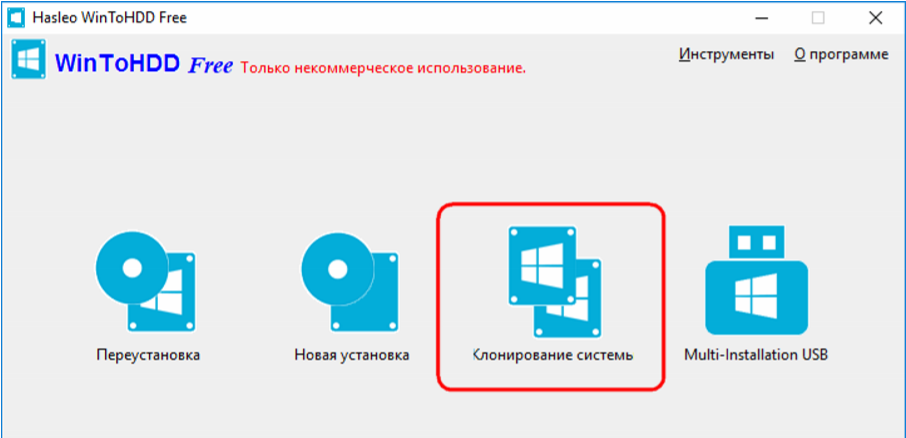 Hasleo WinToHDD Free
WinToHDD Free Только некоммерческое использование.
Инструменты О программе
Переустановка Новая установка Клонирование системь Multi-Installation USB